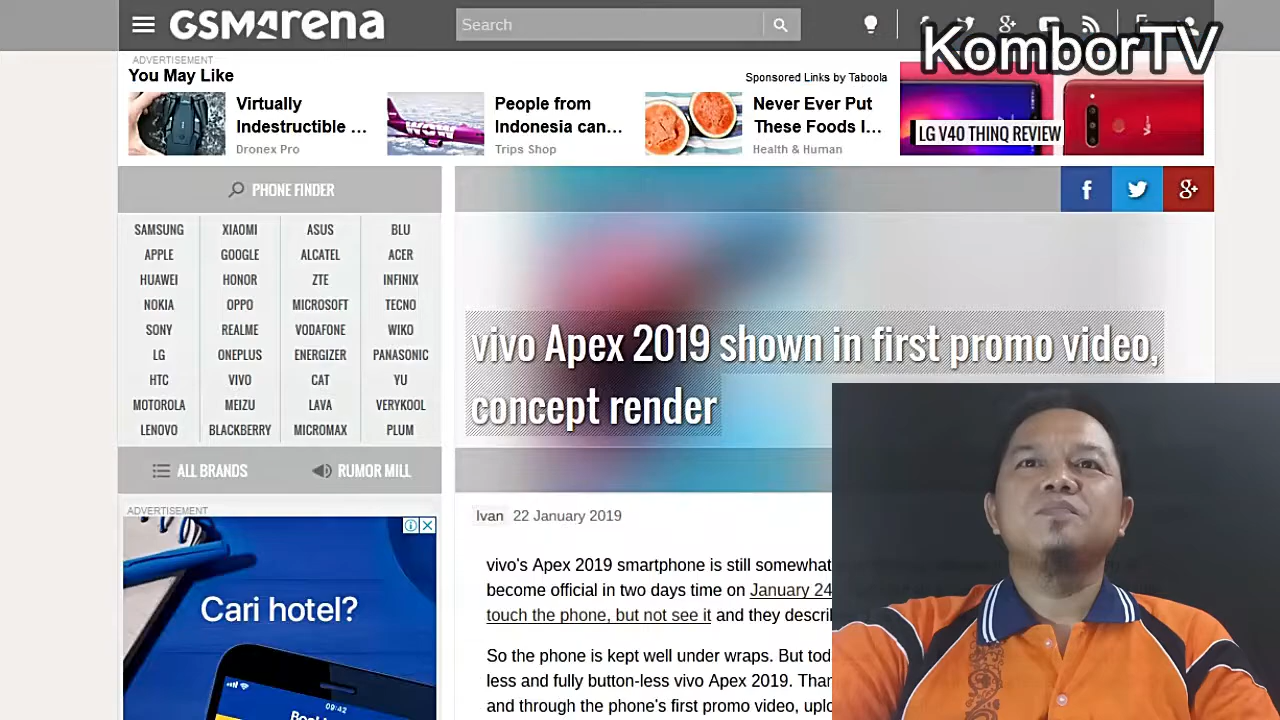 GSMArena
Search
KomborTV
ADVERTISEMENT
You May Like
Sponsored Links by Taboola
Virtually
Indestructible ...
Dronex Pro
WOW
People from
Indonesia can...
Trips Shop
Never Ever Put
These Foods I...
Health & Human
LG V40 THINQ REVIEW
PHONE FINDER
SAMSUNG XIAOMI ASUS BLU
APPLE GOOGLE ALCATEL ACER
HUAWEI HONOR ZTE INFINIX
NOKIA OPPO MICROSOFT TECNO
SONY REALME VODAFONE WIKO
LG ONEPLUS ENERGIZER PANASONIC
HTC VIVO CAT YU
MOTOROLA MEIZU LAVA VERYKOOL
LENOVO BLACKBERRY MICROMAX PLUM
ALL BRANDS RUMOR MILL
vivo Apex 2019 shown in first promo video,
concept render
Ivan 22 January 2019
vivo's Apex 2019 smartphone is still somewhat
become official in two days time on January 24
touch the phone, but not see it and they descri
So the phone is kept well under wraps. But tod
less and fully button-less vivo Apex 2019. Than
and through the phone's first promo video, uplo
ADVERTISEMENT
Cari hotel?
09:42